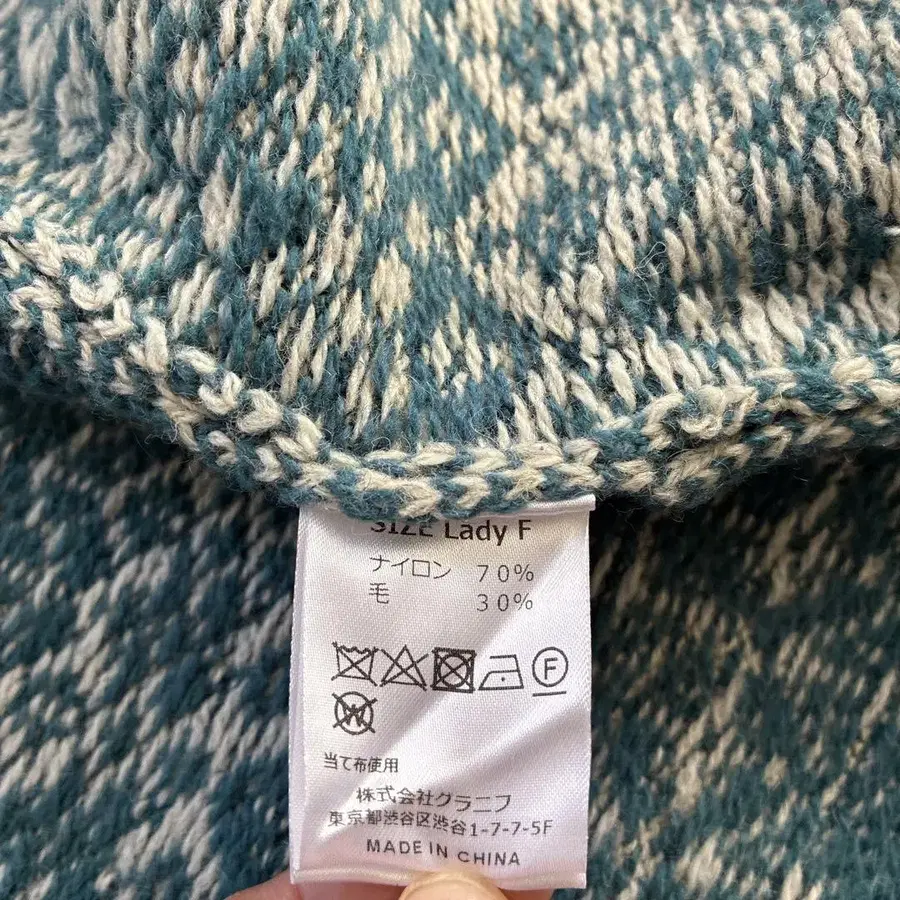 SIZE Lady F
ナイロン 70%
毛 30%
F
W
当て布使用
株式会社グラニフ
東京都渋谷区渋谷1-7-7-5F
MADE IN CHINA